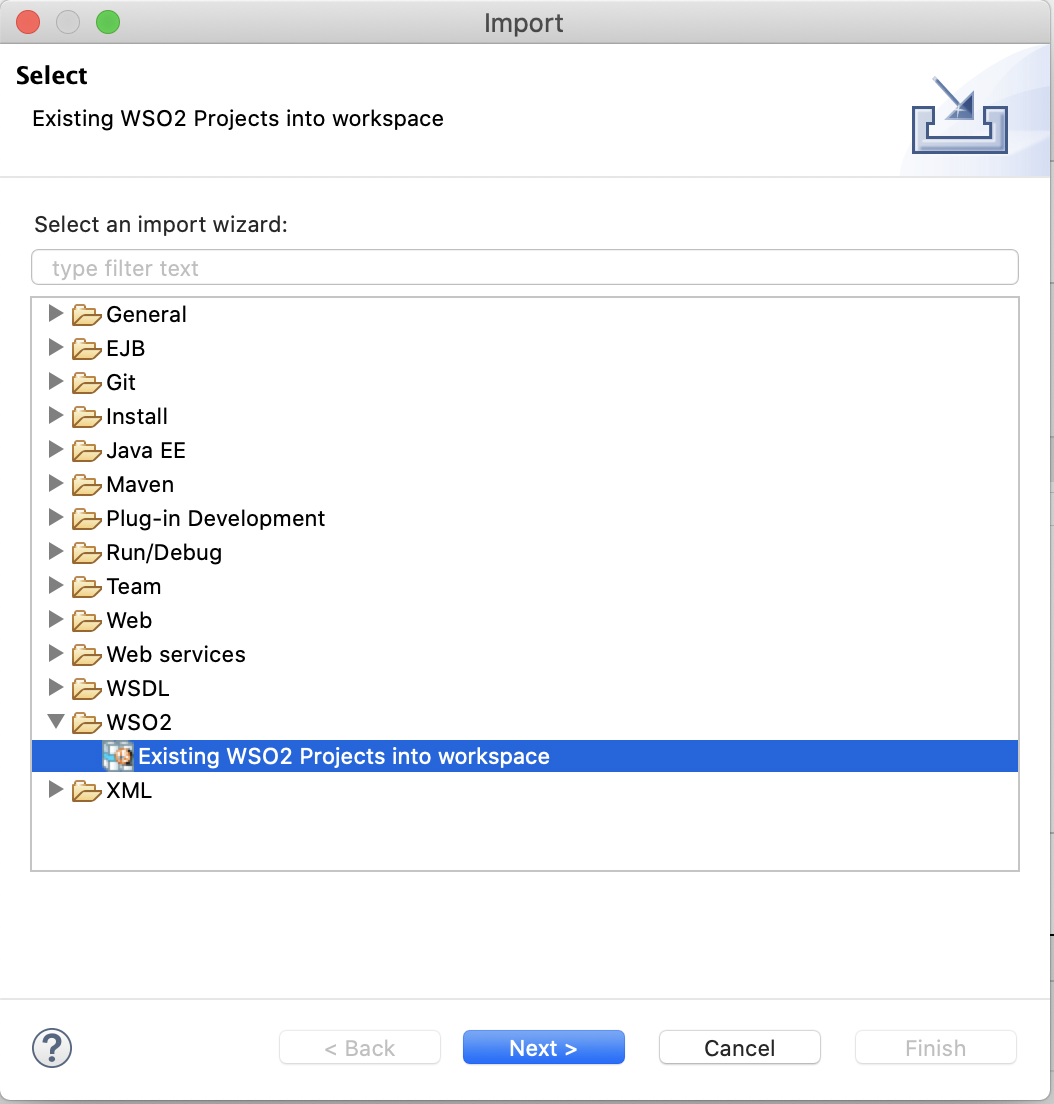 Import
Select
Existing WSO2 Projects into workspace
Select an import wizard:
type filter text
General
EJB
Git
Install
Java EE
Maven
Plug-in Development
Run/Debug
Team
Web
Web services
WSDL
WSO2
Existing WSO2 Projects into workspace
XML
? < Back Next > Cancel Finish